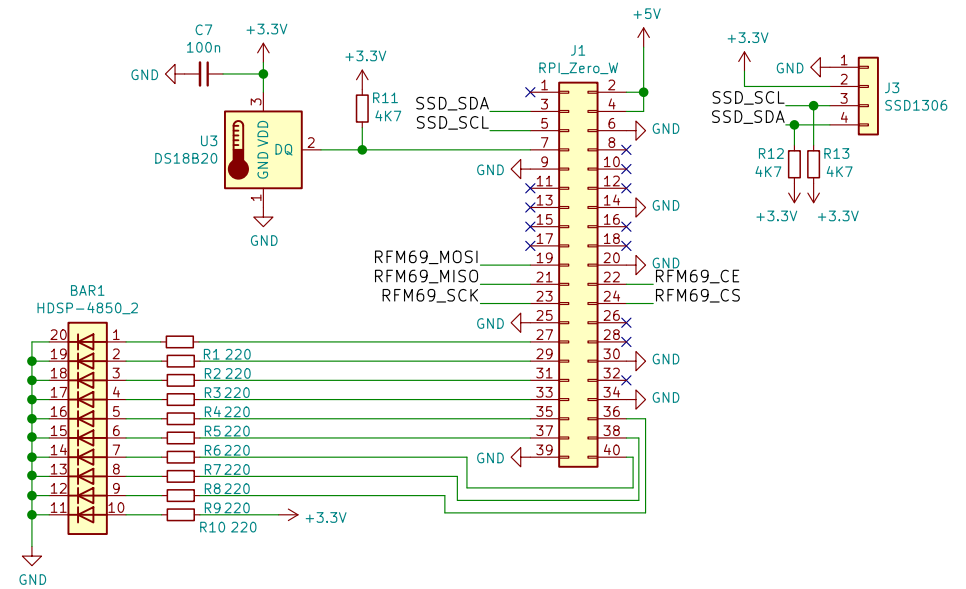 C7
100n
GND
+3.3V
3
VDD
GND
DQ
2
1
U3
DS18B20
GND
+3.3V
R11
4K7
+5V
J1
RPI_Zero_W
SSD_SDA
SSD_SCL
GND
RFM69_MOSI
RFM69_MISO
RFM69_SCK
GND
GND
1 2
3 4
5 6
7 8
9 10
11 12
13 14
15 16
17 18
19 20
21 22
23 24
25 26
27 28
29 30
31 32
33 34
35 36
37 38
39 40
GND
GND
GND
RFM69_CE
RFM69_CS
GND
GND
+3.3V
GND
SSD_SCL
SSD_SDA
1
2
3
4
J3
SSD1306
R12
4K7
R13
4K7
+3.3V
+3.3V
BAR1
HDSP-4850_2
20 1
19 2
18 3
17 4
16 5
15 6
14 7
13 8
12 9
11 10
R1 220
R2 220
R3 220
R4 220
R5 220
R6 220
R7 220
R8 220
R9 220
R10 220
+3.3V
GND